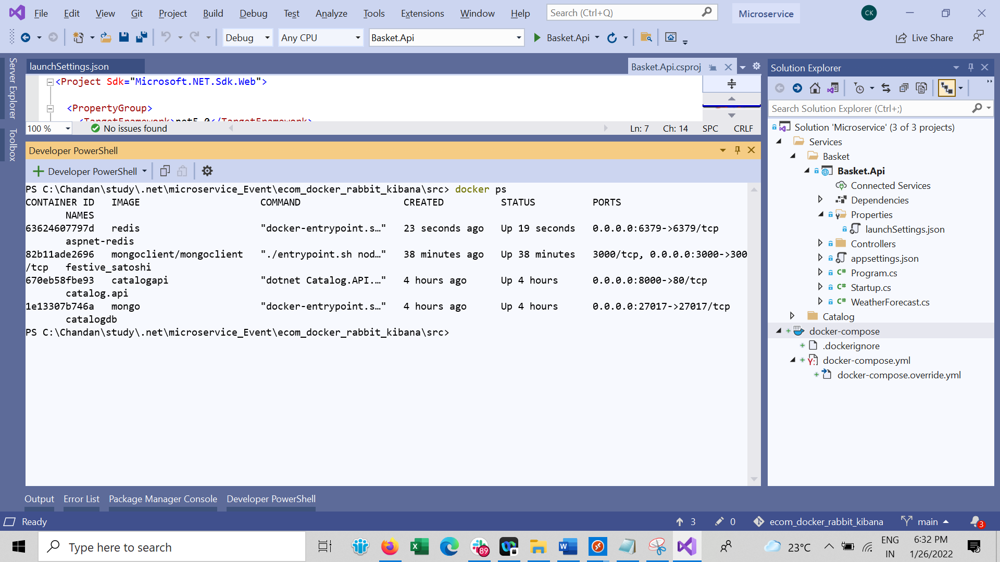 File Edit View Git Project Build Debug Test Analyze Tools Extensions Window Help Search (Ctrl+Q) Microservice CK
Debug Any CPU Basket.Api Basket.Api Live Share
Server Explorer
Toolbox
launchSettings.json Basket.Api.csproj
<Project Sdk="Microsoft.NET.Sdk.Web">
<PropertyGroup>
<TargetFramework>net5.0</TargetFramework>
100 % No issues found Ln: 7 Ch: 14 SPC CRLF
Developer PowerShell
Developer PowerShell
PS C:\Chandan\study\.net\microservice_Event\ecom_docker_rabbit_kibana\src> docker ps
CONTAINER ID IMAGE COMMAND CREATED STATUS PORTS
NAMES
63624607797d redis "docker-entrypoint.s…" 23 seconds ago Up 19 seconds 0.0.0.0:6379->6379/tcp
aspnet-redis
82b11ade2696 mongoclient/mongoclient "./entrypoint.sh nod…" 38 minutes ago Up 38 minutes 3000/tcp, 0.0.0.0:3000->300
/tcp festive_satoshi
670eb58fbe93 catalogapi "dotnet Catalog.API.…" 4 hours ago Up 4 hours 0.0.0.0:8000->80/tcp
catalog.api
1e13307b746a mongo "docker-entrypoint.s…" 4 hours ago Up 4 hours 0.0.0.0:27017->27017/tcp
catalogdb
PS C:\Chandan\study\.net\microservice_Event\ecom_docker_rabbit_kibana\src>
Solution Explorer
Search Solution Explorer (Ctrl+;)
Solution 'Microservice' (3 of 3 projects)
Services
Basket
Basket.Api
Connected Services
Dependencies
Properties
launchSettings.json
Controllers
appsettings.json
C# Program.cs
C# Startup.cs
C# WeatherForecast.cs
Catalog
docker-compose
.dockerignore
docker-compose.yml
docker-compose.override.yml
Output Error List Package Manager Console Developer PowerShell
Ready 3 0 ecom_docker_rabbit_kibana main 3
Type here to search 89 23°C ENG IN 6:32 PM 1/26/2022